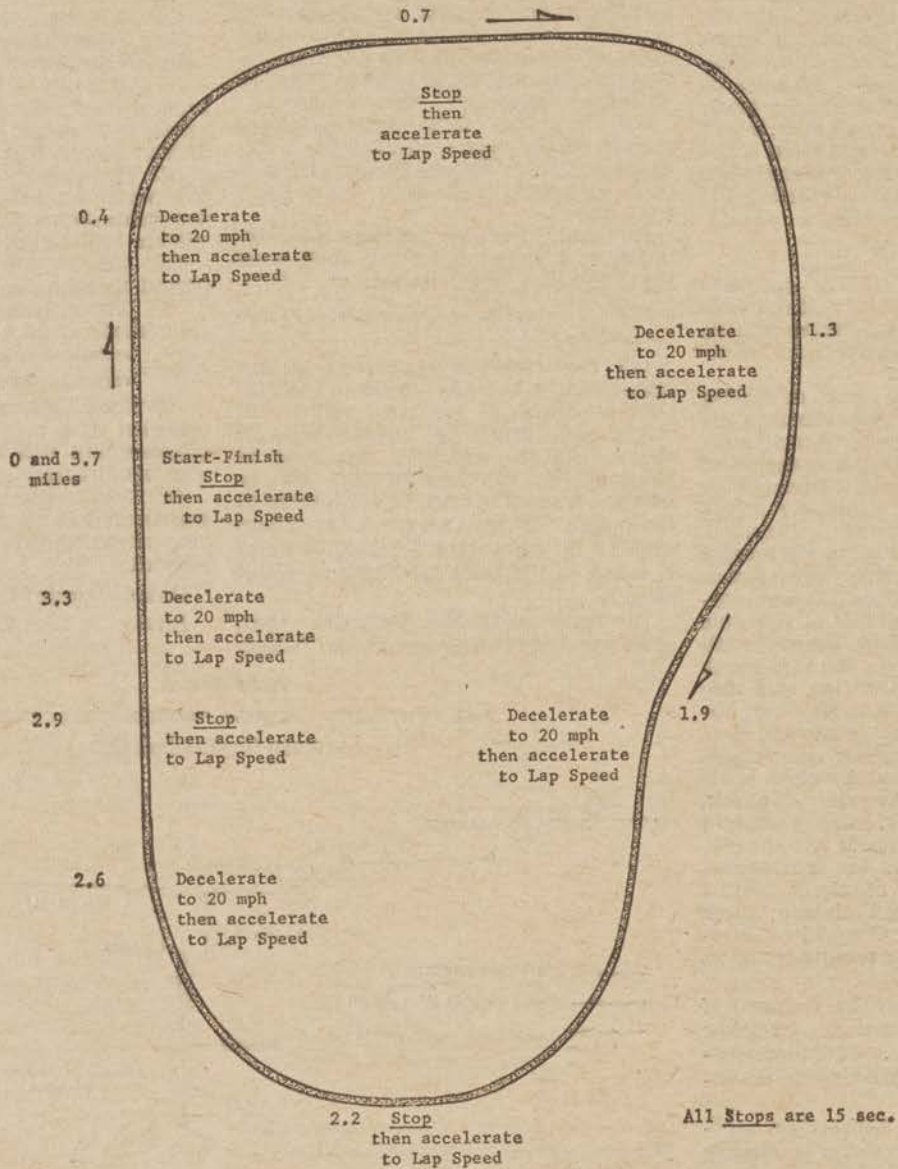 0.7
Stop
then
accelerate
to Lap Speed
0.4
Decelerate
to 20 mph
then accelerate
to Lap Speed
Decelerate
to 20 mph
then accelerate
to Lap Speed
1.3
0 and 3.7
miles
Start-Finish
Stop
then accelerate
to Lap Speed
3.3
Decelerate
to 20 mph
then accelerate
to Lap Speed
2.9
Stop
then accelerate
to Lap Speed
Decelerate
to 20 mph
then accelerate
to Lap Speed
1.9
2.6
Decelerate
to 20 mph
then accelerate
to Lap Speed
2.2 Stop
then accelerate
to Lap Speed
All Stops are 15 sec.